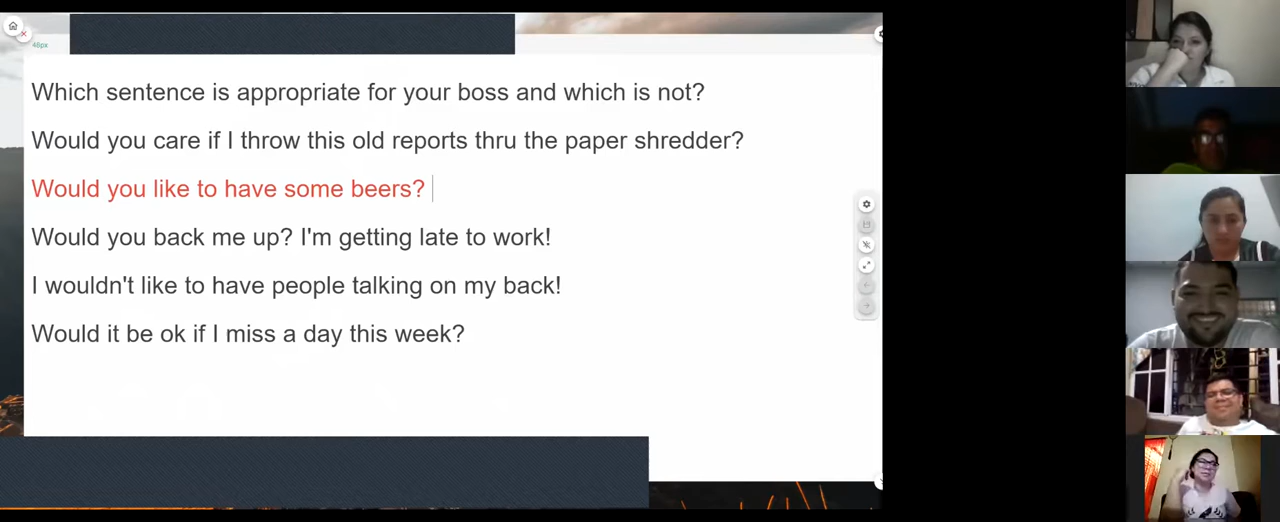 46px
Which sentence is appropriate for your boss and which is not?
Would you care if I throw this old reports thru the paper shredder?
Would you like to have some beers?
Would you back me up? I'm getting late to work!
I wouldn't like to have people talking on my back!
Would it be ok if I miss a day this week?